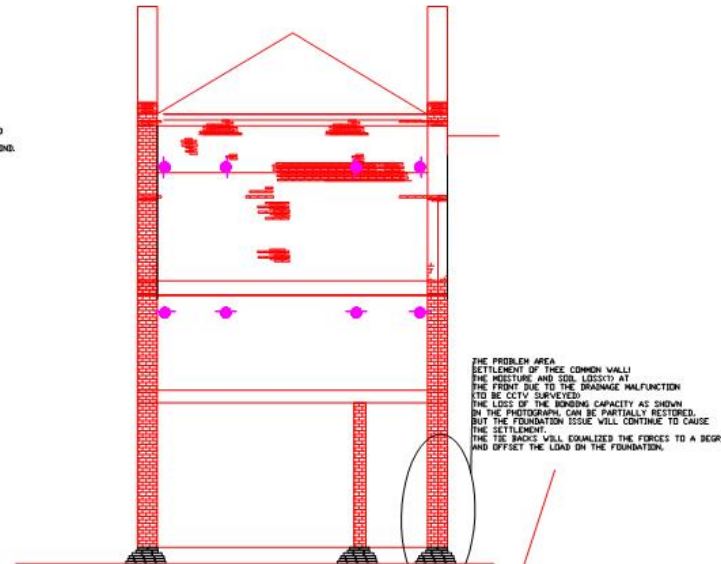 OND.
THE PROBLEM AREA
SETTLEMENT OF THEE COMMON WALL!
THE MOISTURE AND SOIL LOSS(?) AT
THE FRONT DUE TO THE DRAINAGE MALFUNCTION
(TO BE CCTV SURVEYED)
THE LOSS OF THE BONDING CAPACITY AS SHOWN
IN THE PHOTOGRAPH, CAN BE PARTIALLY RESTORED,
BUT THE FOUNDATION ISSUE WILL CONTINUE TO CAUSE
THE SETTLEMENT.
THE TIE BACKS WILL EQUALIZED THE FORCES TO A DEGR
AND OFFSET THE LOAD ON THE FOUNDATION,